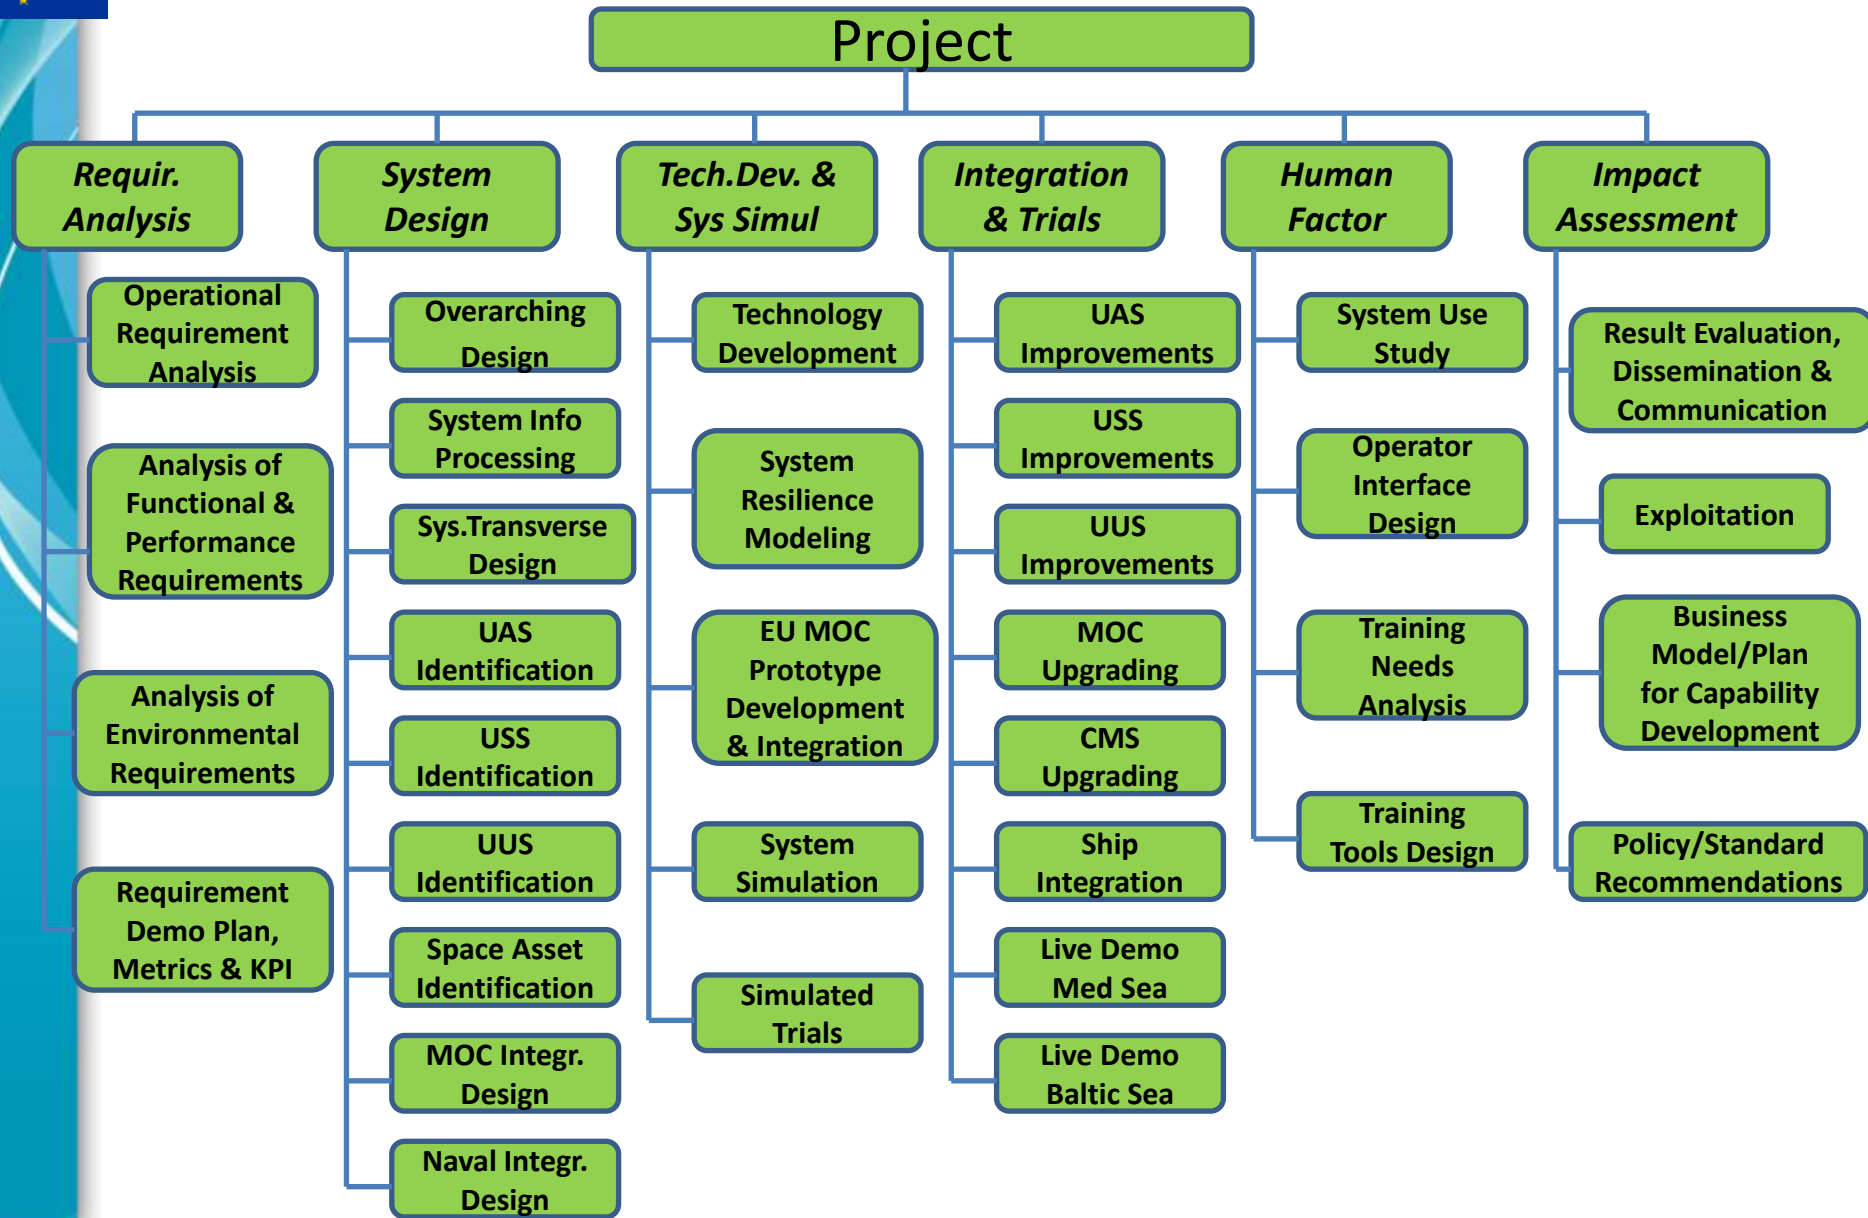 Project
Requir.
Analysis
System
Design
Tech.Dev. &
Sys Simul
Integration
& Trials
Human
Factor
Impact
Assessment
Operational
Requirement
Analysis
Analysis of
Functional &
Performance
Requirements
Analysis of
Environmental
Requirements
Requirement
Demo Plan,
Metrics & KPI
Overarching
Design
System Info
Processing
Sys.Transverse
Design
UAS
Identification
USS
Identification
UUS
Identification
Space Asset
Identification
MOC Integr.
Design
Naval Integr.
Design
Technology
Development
System
Resilience
Modeling
EU MOC
Prototype
Development
& Integration
System
Simulation
Simulated
Trials
UAS
Improvements
USS
Improvements
UUS
Improvements
MOC
Upgrading
CMS
Upgrading
Ship
Integration
Live Demo
Med Sea
Live Demo
Baltic Sea
System Use
Study
Operator
Interface
Design
Training
Needs
Analysis
Training
Tools Design
Result Evaluation,
Dissemination &
Communication
Exploitation
Business
Model/Plan
for Capability
Development
Policy/Standard
Recommendations